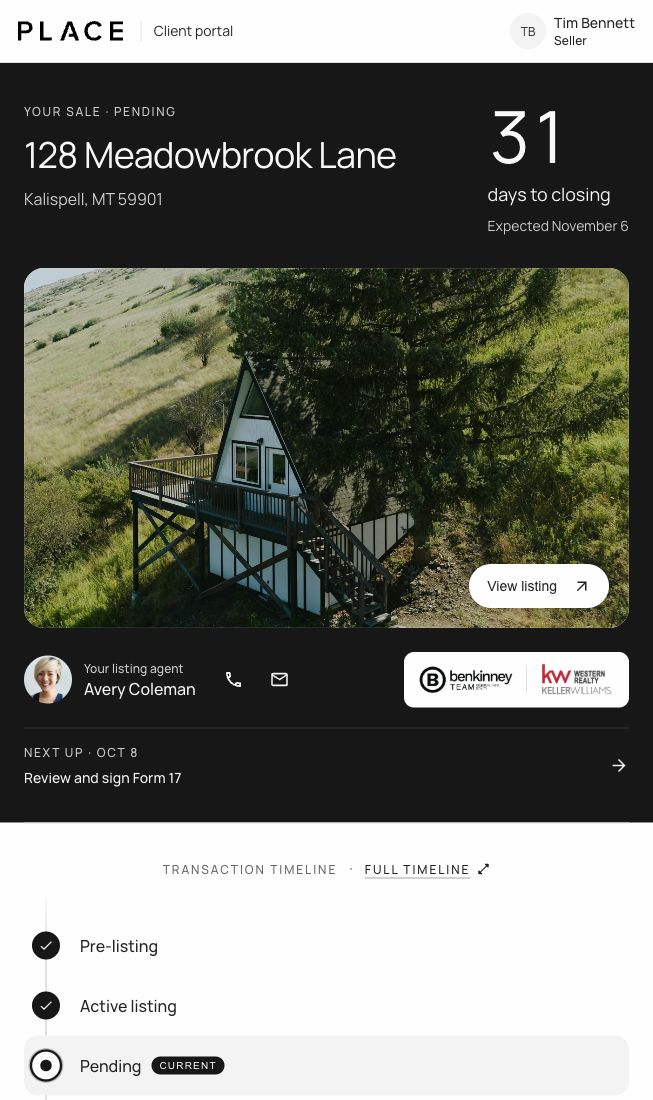 PLACE
Client portal
TB
Tim Bennett
Seller
YOUR SALE · PENDING
128 Meadowbrook Lane
Kalispell, MT 59901
31
days to closing
Expected November 6
View listing
Your listing agent
Avery Coleman
B
benkinney
TEAM
kw WESTERN
REALTY
KELLERWILLIAMS.
NEXT UP · OCT 8
Review and sign Form 17
TRANSACTION TIMELINE · FULL TIMELINE
Pre-listing
Active listing
Pending CURRENT